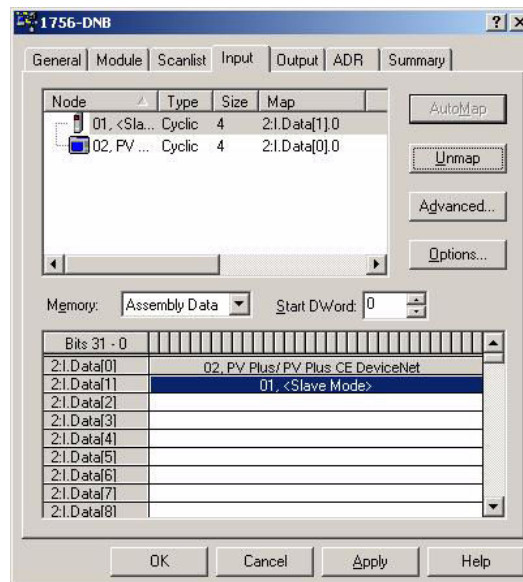 1756-DNB
General Module Scanlist Input Output ADR Summary
Node Type Size Map
01, <Sla... Cyclic 4 2:I.Data[1].0
02, PV ... Cyclic 4 2:I.Data[0].0
AutoMap
Unmap
Advanced...
Options...
Memory: Assembly Data Start DWord: 0
Bits 31 - 0
2:I.Data[0] 02, PV Plus/ PV Plus CE DeviceNet
2:I.Data[1] 01, <Slave Mode>
2:I.Data[2]
2:I.Data[3]
2:I.Data[4]
2:I.Data[5]
2:I.Data[6]
2:I.Data[7]
2:I.Data[8]
OK Cancel Apply Help